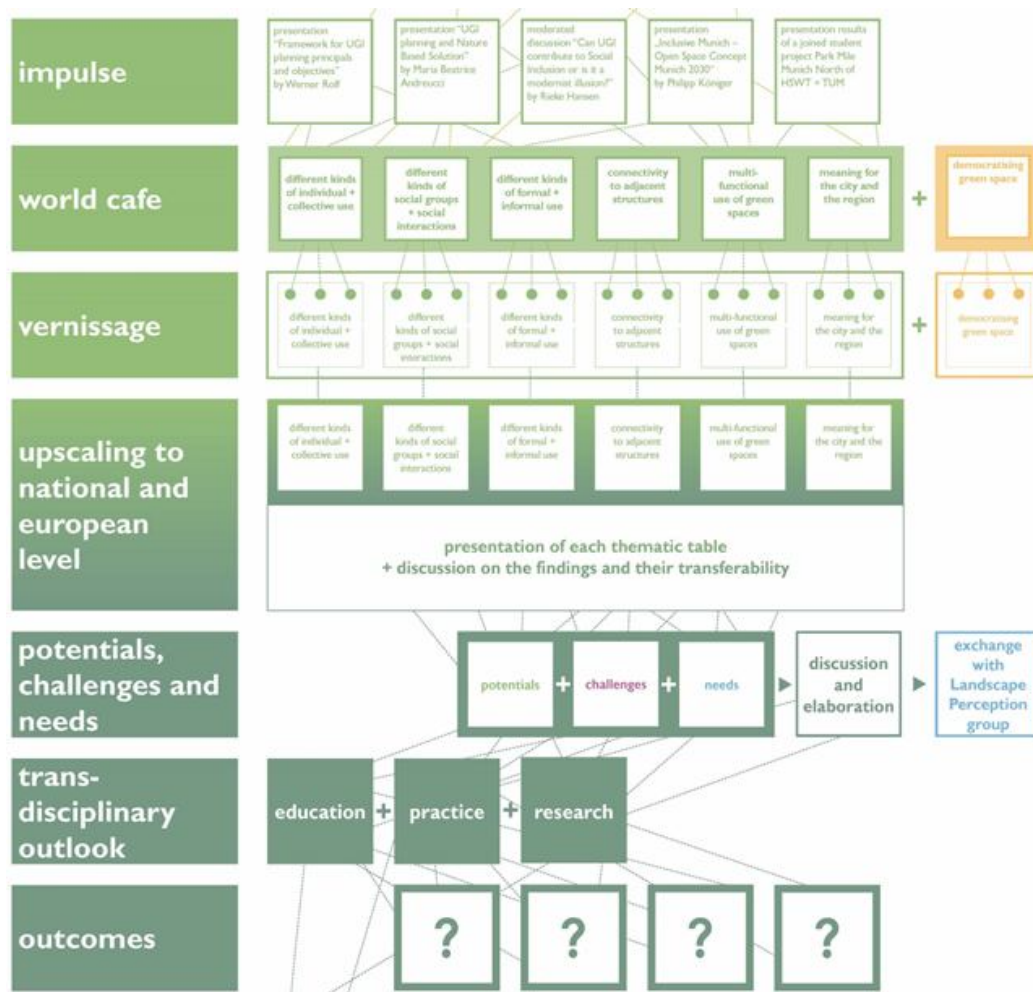 impulse
presentation
"Framework for UGI
planning principals
and objectives"
by Werner Rolf
presentation "UGI
planning and Nature
Based Solution"
by Maria Beatrice
Andreucci
moderated
discussion "Can UGI
contribute to Social
Inclusion or is it a
modernist illusion?"
by Rieke Hansen
presentation
„Inclusive Munich –
Open Space Concept
Munich 2030"
by Philipp Königer
presentation results
of a joined student
project Park Mile
Munich North of
HSWT + TUM
world cafe
different kinds
of individual +
collective use
different
kinds of
social groups
+ social
interactions
different kinds
of formal +
informal use
connectivity
to adjacent
structures
multi-
functional
use of green
spaces
meaning for
the city and
the region
+
democratising
green space
vernissage
different kinds
of individual +
collective use
different
kinds of social
groups + social
interactions
different kinds
of formal +
informal use
connectivity
to adjacent
structures
multi-functional
use of green
spaces
meaning for
the city and the
region
+
democratising
green space
upscaling to
national and
european
level
different kinds
of individual +
collective use
different
kinds of social
groups + social
interactions
different kinds
of formal +
informal use
connectivity
to adjacent
structures
multi-functional
use of green
spaces
meaning for
the city and the
region
presentation of each thematic table
+ discussion on the findings and their transferability
potentials,
challenges and
needs
potentials + challenges + needs
discussion
and
elaboration
exchange
with
Landscape
Perception
group
trans-
disciplinary
outlook
education + practice + research
outcomes
? ? ? ?